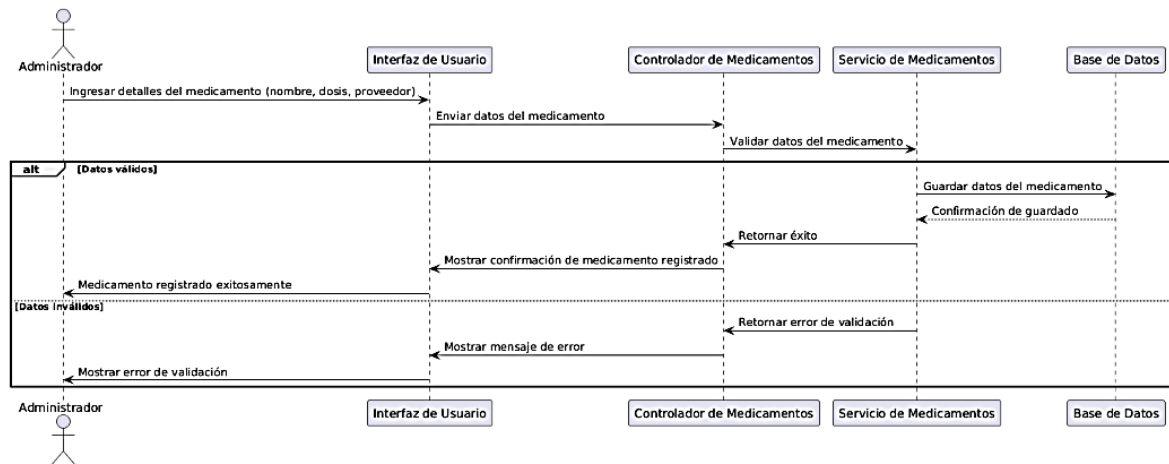 Administrador
Interfaz de Usuario
Controlador de Medicamentos
Servicio de Medicamentos
Base de Datos
Ingresar detalles del medicamento (nombre, dosis, proveedor)
Enviar datos del medicamento
Validar datos del medicamento
alt
[Datos válidos]
Guardar datos del medicamento
Confirmación de guardado
Retornar éxito
Mostrar confirmación de medicamento registrado
Medicamento registrado exitosamente
[Datos inválidos]
Retornar error de validación
Mostrar mensaje de error
Mostrar error de validación
Administrador
Interfaz de Usuario
Controlador de Medicamentos
Servicio de Medicamentos
Base de Datos